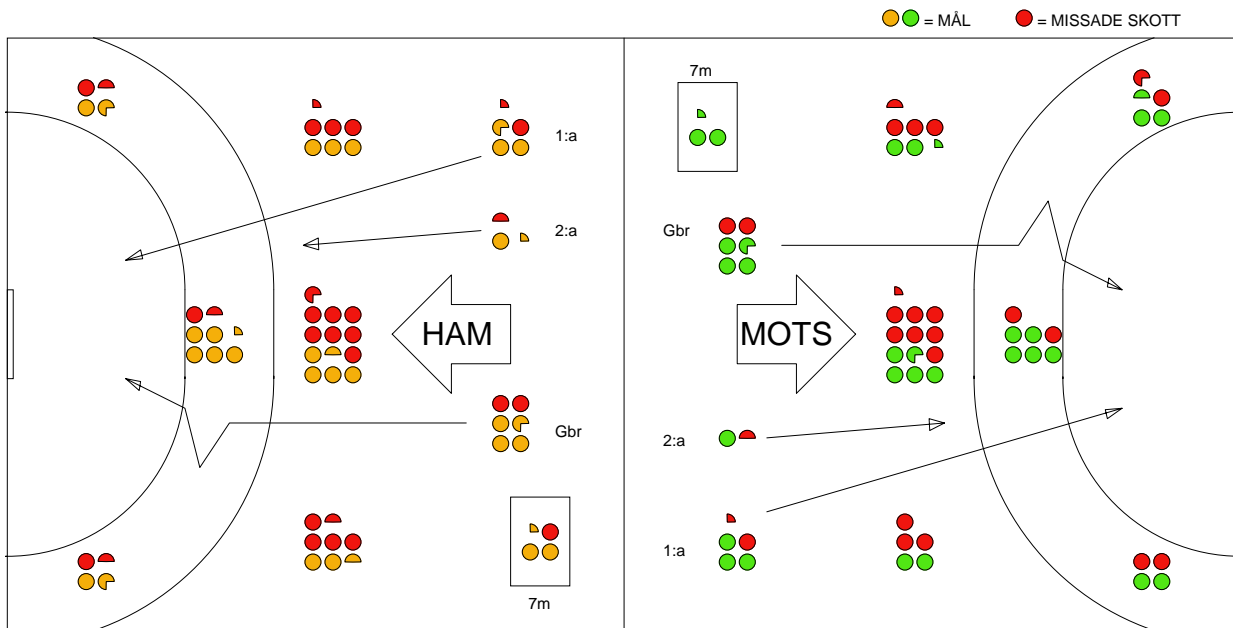 = MÅL = MISSADE SKOTT
7m
1:a
2:a
Gbr
HAM
MOTS
Gbr
2:a
1:a
7m